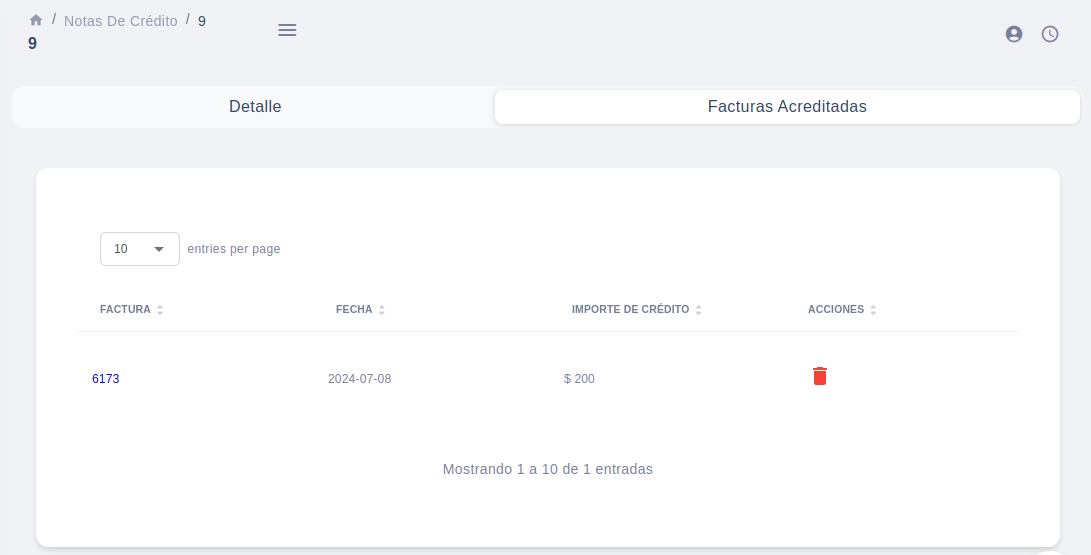 / Notas De Crédito / 9
9
Detalle
Facturas Acreditadas
10 entries per page
FACTURA FECHA IMPORTE DE CRÉDITO ACCIONES
6173 2024-07-08 $ 200
Mostrando 1 a 10 de 1 entradas